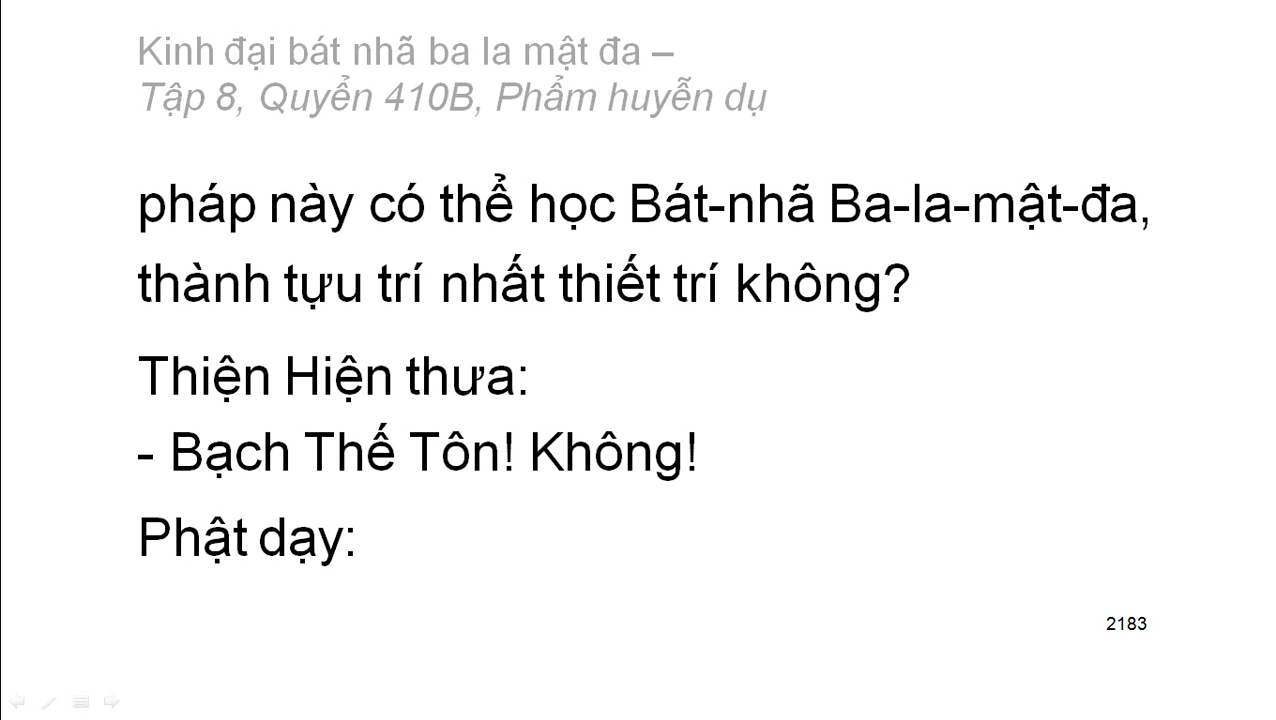 Kinh đại bát nhã ba la mật đa –
Tập 8, Quyển 410B, Phẩm huyễn dụ
pháp này có thể học Bát-nhã Ba-la-mật-đa,
thành tựu trí nhất thiết trí không?
Thiện Hiện thưa:
- Bạch Thế Tôn! Không!
Phật dạy:
2183